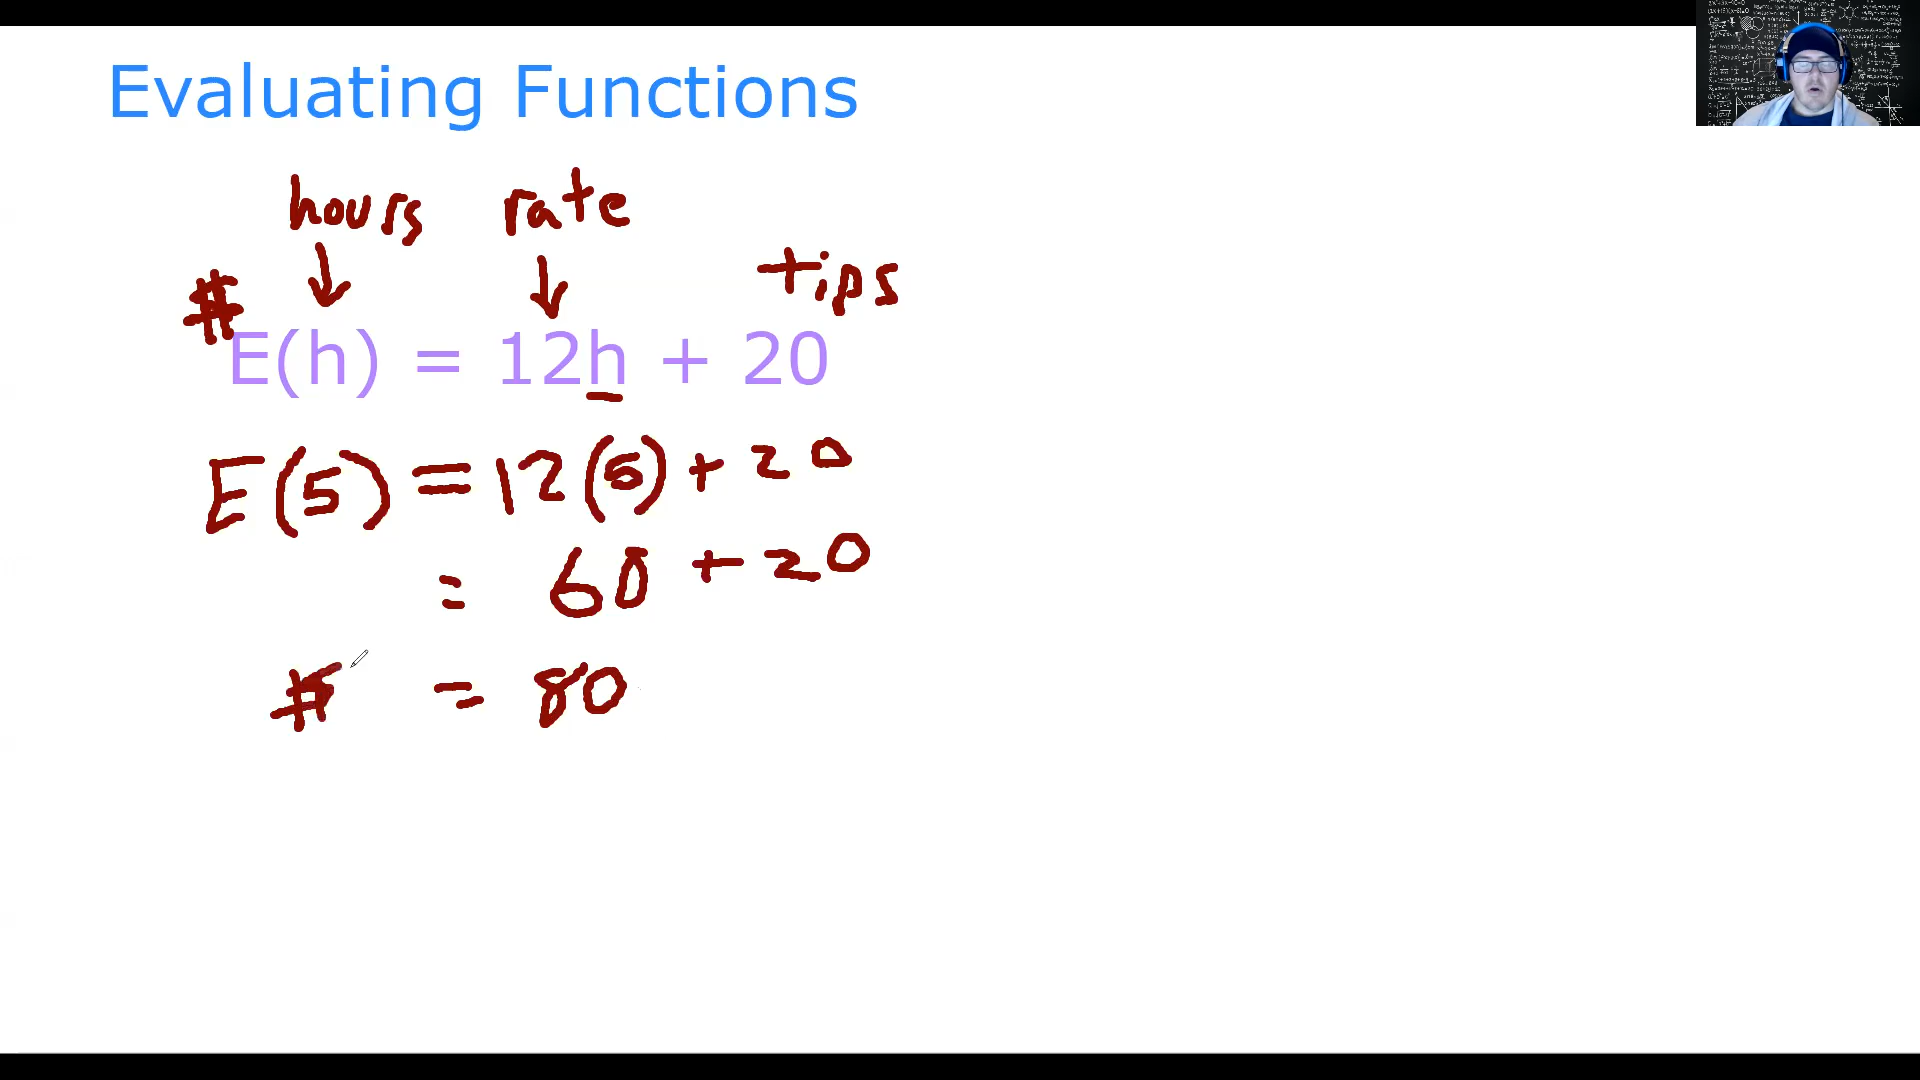 Evaluating Functions
hours rate
# tips
E(h) = 12h + 20
E(5) = 12(5) + 20
= 60 + 20
# = 80